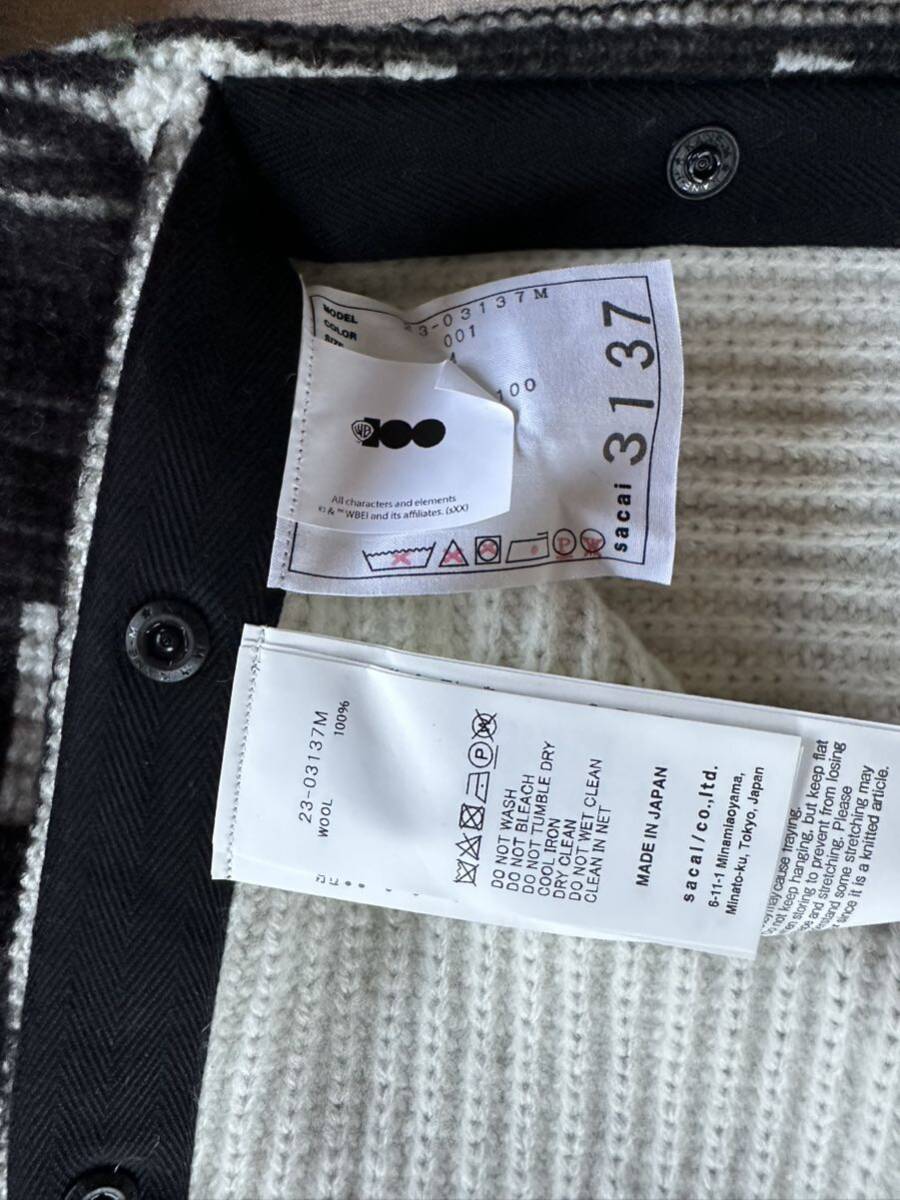 MODEL
3-03137M
COLOR
001
100
WB 100
All characters and elements
© & ™ WBEI and its affiliates. (sXX)
P
W
sacai 3137
23-03137M
WOOL 100%
P
W
DO NOT WASH
DO NOT BLEACH
DO NOT TUMBLE DRY
COOL IRON
DRY CLEAN
DO NOT WET CLEAN
CLEAN IN NET
MADE IN JAPAN
sacai/co.,ltd.
6-11-1 Minamiaoyama,
Minato-ku, Tokyo, Japan
may cause fraying.
not keep hanging, but keep flat
storing to prevent from losing
and stretching. Please
some stretching may
since it is a knitted article.